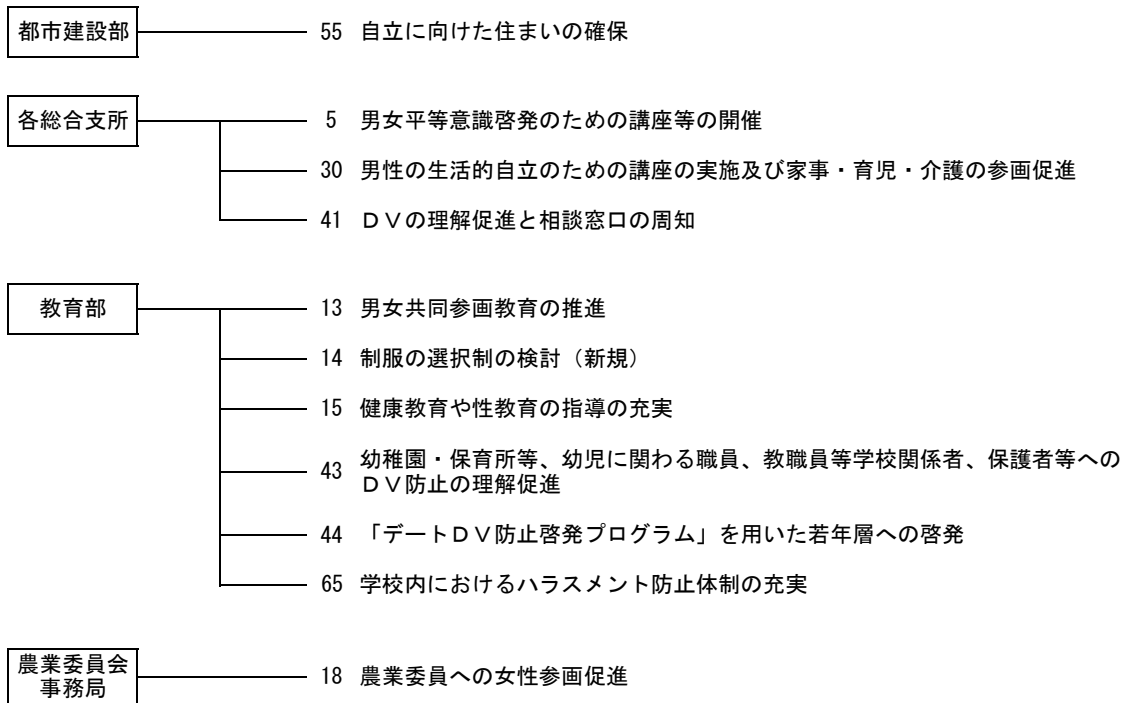 都市建設部 55 自立に向けた住まいの確保
各総合支所 5 男女平等意識啓発のための講座等の開催
30 男性の生活的自立のための講座の実施及び家事・育児・介護の参画促進
41 ＤＶの理解促進と相談窓口の周知
教育部 13 男女共同参画教育の推進
14 制服の選択制の検討（新規）
15 健康教育や性教育の指導の充実
43 幼稚園・保育所等、幼児に関わる職員、教職員等学校関係者、保護者等への
ＤＶ防止の理解促進
44 「デートＤＶ防止啓発プログラム」を用いた若年層への啓発
65 学校内におけるハラスメント防止体制の充実
農業委員会
事務局 18 農業委員への女性参画促進